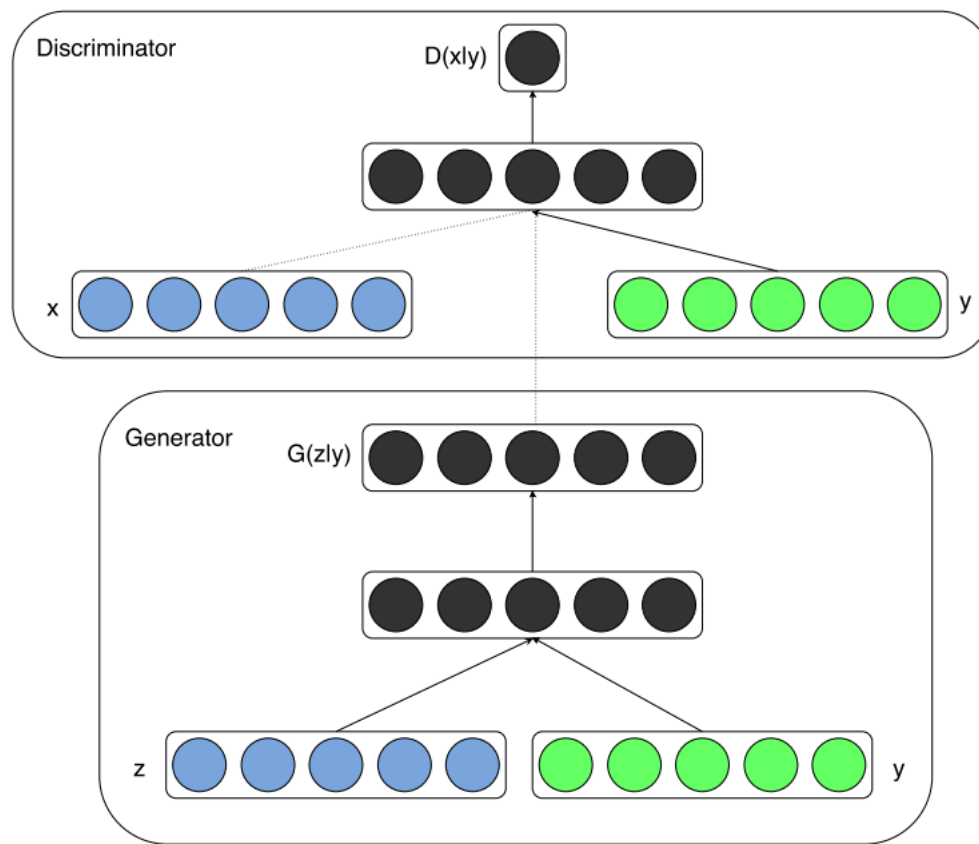 Discriminator
D(x|y)
x
y
Generator
G(z|y)
z
y